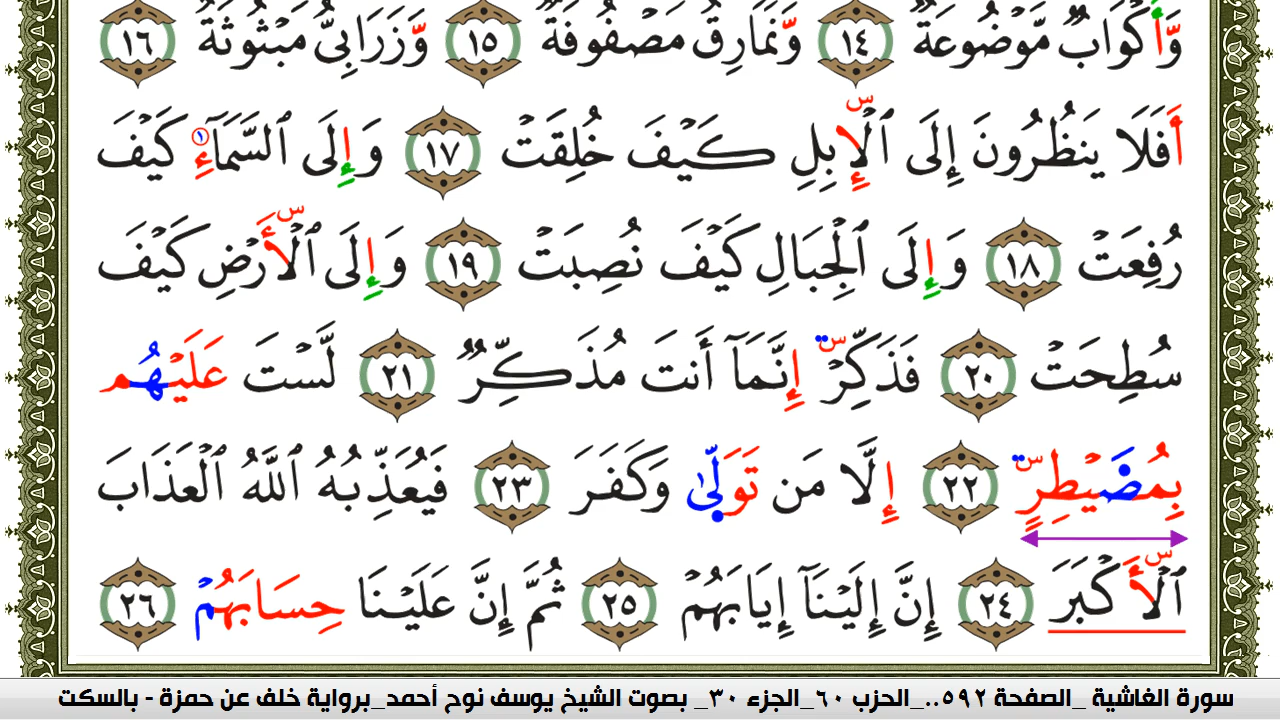 وَّأَكْوَابٌ مَّوْضُوعَةٌ ١٤ وَّنَمَارِقُ مَصْفُوفَةٌ ١٥ وَّزَرَابِيُّ مَبْثُوثَةٌ ١٦
أَفَلَا يَنظُرُونَ إِلَى ٱلْإِبِلِ كَيْفَ خُلِقَتْ ١٧ وَإِلَى ٱلسَّمَآءِ كَيْفَ
رُفِعَتْ ١٨ وَإِلَى ٱلْجِبَالِ كَيْفَ نُصِبَتْ ١٩ وَإِلَى ٱلْأَرْضِ كَيْفَ
سُطِحَتْ ٢٠ فَذَكِّرْ إِنَّمَآ أَنتَ مُذَكِّرٌ ٢١ لَّسْتَ عَلَيْهُم
بِمُضَيْطِرٍ ٢٢ إِلَّا مَن تَوَلَّىٰ وَكَفَرَ ٢٣ فَيُعَذِّبُهُ ٱللَّهُ ٱلْعَذَابَ
ٱلْأَكْبَرَ ٢٤ إِنَّ إِلَيْنَآ إِيَابَهُمْ ٢٥ ثُمَّ إِنَّ عَلَيْنَا حِسَابَهُمْ ٢٦
سورة الغاشية _الصفحة ٥٩٢.._الحزب ٦٠_الجزء ٣٠_ بصوت الشيخ يوسف نوح أحمد_برواية خلف عن حمزة - بالسكت